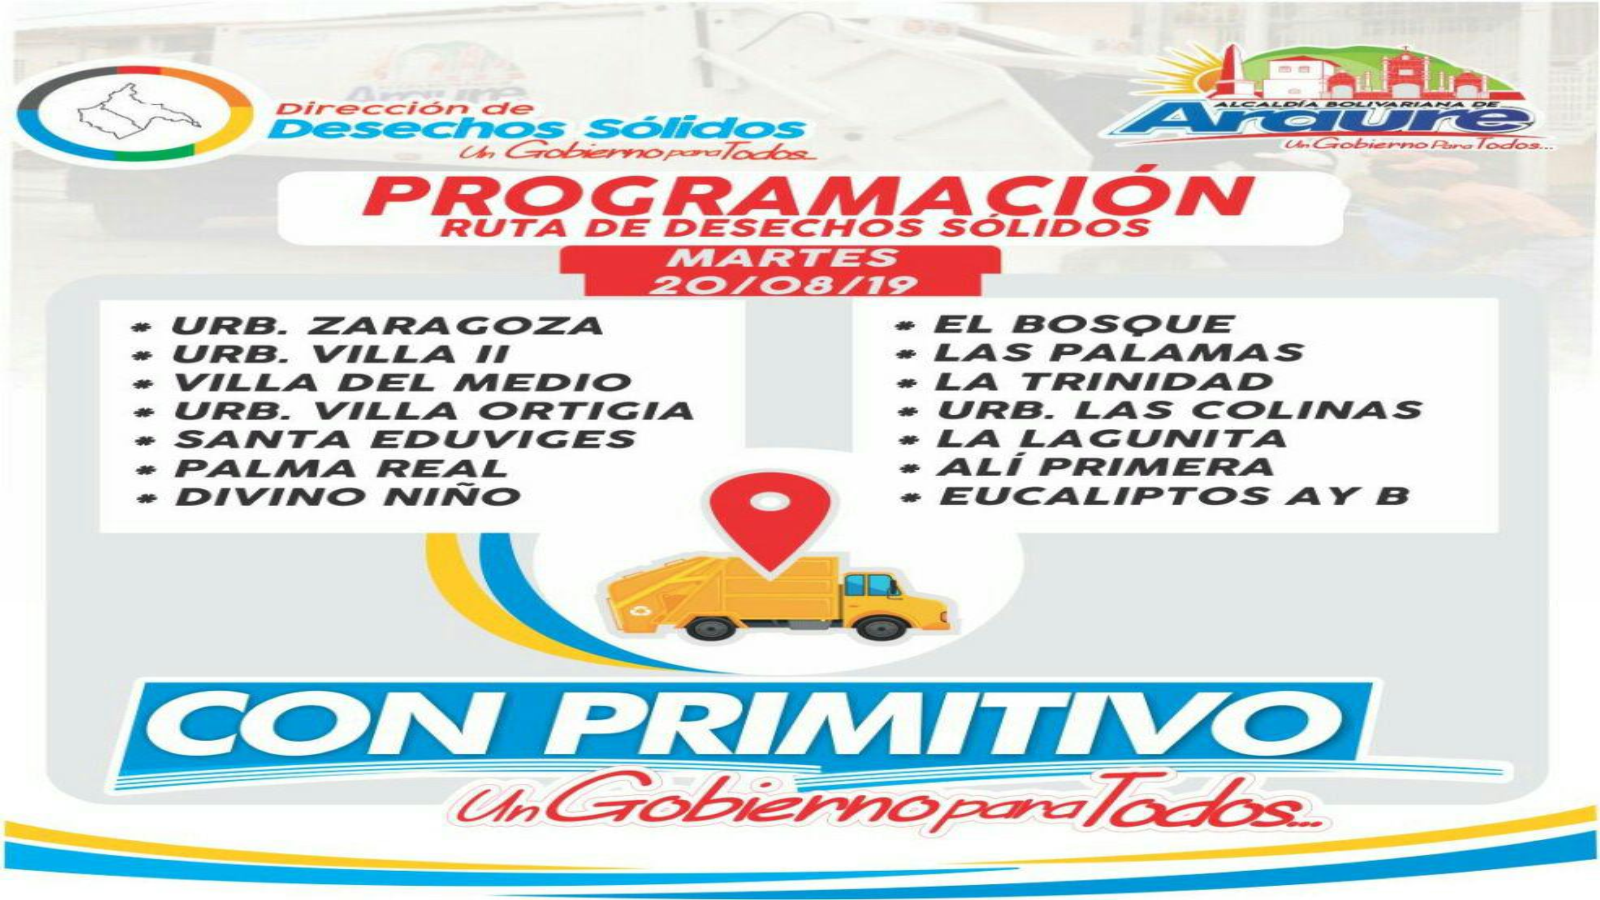 Dirección de
Desechos Sólidos
Un Gobierno para Todos...
ALCALDÍA BOLIVARIANA DE
Araure
Un Gobierno Para Todos...
Araure
PROGRAMACIÓN
RUTA DE DESECHOS SÓLIDOS
MARTES
20/08/19
* URB. ZARAGOZA
* URB. VILLA II
* VILLA DEL MEDIO
* URB. VILLA ORTIGIA
* SANTA EDUVIGES
* PALMA REAL
* DIVINO NIÑO
* EL BOSQUE
* LAS PALAMAS
* LA TRINIDAD
* URB. LAS COLINAS
* LA LAGUNITA
* ALÍ PRIMERA
* EUCALIPTOS AY B
CON PRIMITIVO
Un Gobierno para Todos...